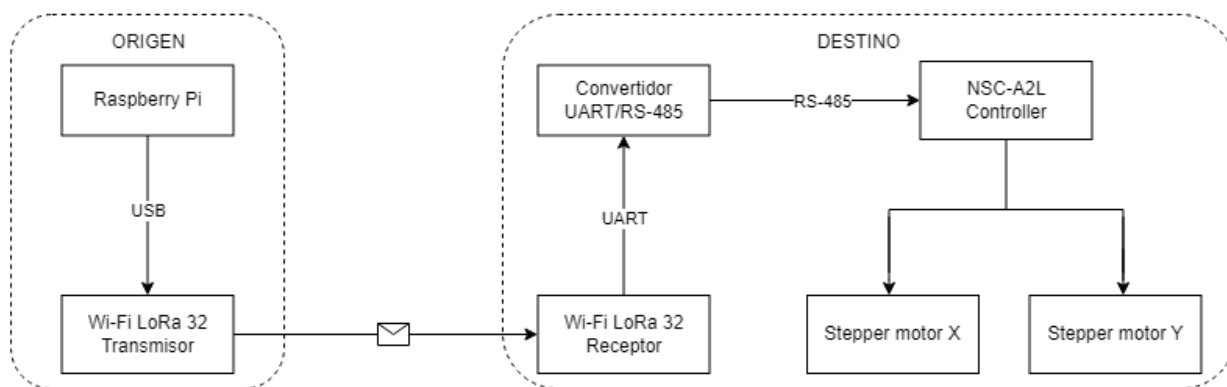 ORIGEN
Raspberry Pi
USB
Wi-Fi LoRa 32
Transmisor
DESTINO
Convertidor
UART/RS-485
RS-485
NSC-A2L
Controller
UART
Wi-Fi LoRa 32
Receptor
Stepper motor X
Stepper motor Y